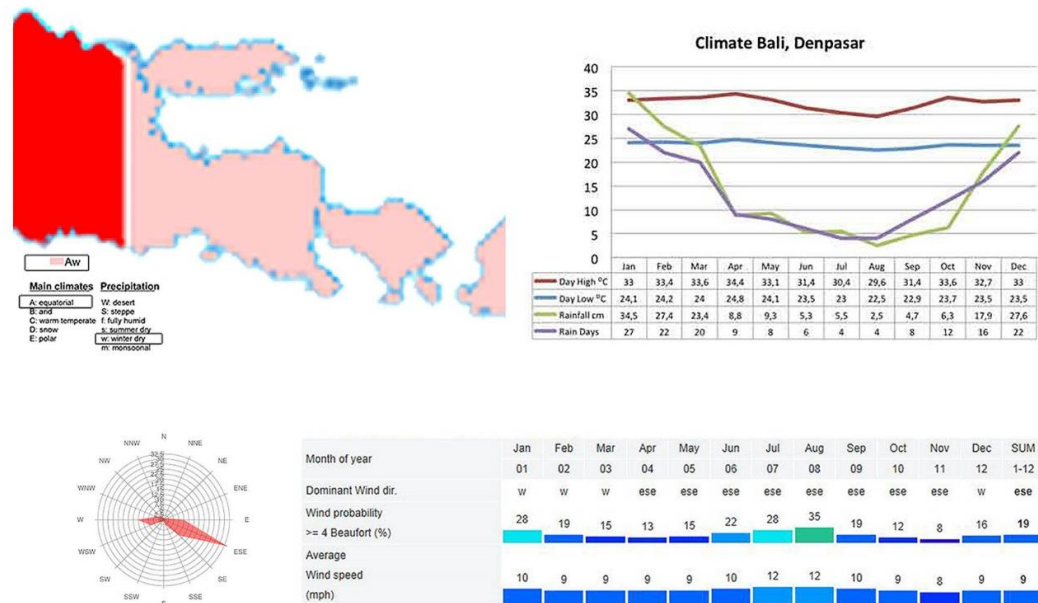 Aw
Main climates Precipitation
A: equatorial W: desert
B: arid S: steppe
C: warm temperate f: fully humid
D: snow s: summer dry
E: polar w: winter dry
m: monsoonal
Climate Bali, Denpasar
40
35
30
25
20
15
10
5
0
Jan Feb Mar Apr May Jun Jul Aug Sep Oct Nov Dec
Day High °C 33 33,4 33,6 34,4 33,1 31,4 30,4 29,6 31,4 33,6 32,7 33
Day Low °C 24,1 24,2 24 24,8 24,1 23,5 23 22,5 22,9 23,7 23,5 23,5
Rainfall cm 34,5 27,4 23,4 8,8 9,3 5,3 5,5 2,5 4,7 6,3 17,9 27,6
Rain Days 27 22 20 9 8 6 4 4 8 12 16 22
N
NNW NNE
NW NE
WNW ENE
W E
WSW ESE
SW SE
SSW SSE
Month of year Jan Feb Mar Apr May Jun Jul Aug Sep Oct Nov Dec SUM
01 02 03 04 05 06 07 08 09 10 11 12 1-12
Dominant Wind dir. w w w ese ese ese ese ese ese ese ese w ese
Wind probability
>= 4 Beaufort (%) 28 19 15 13 15 22 28 35 19 12 8 16 19
Average
Wind speed
(mph) 10 9 9 9 9 10 12 12 10 9 8 9 9